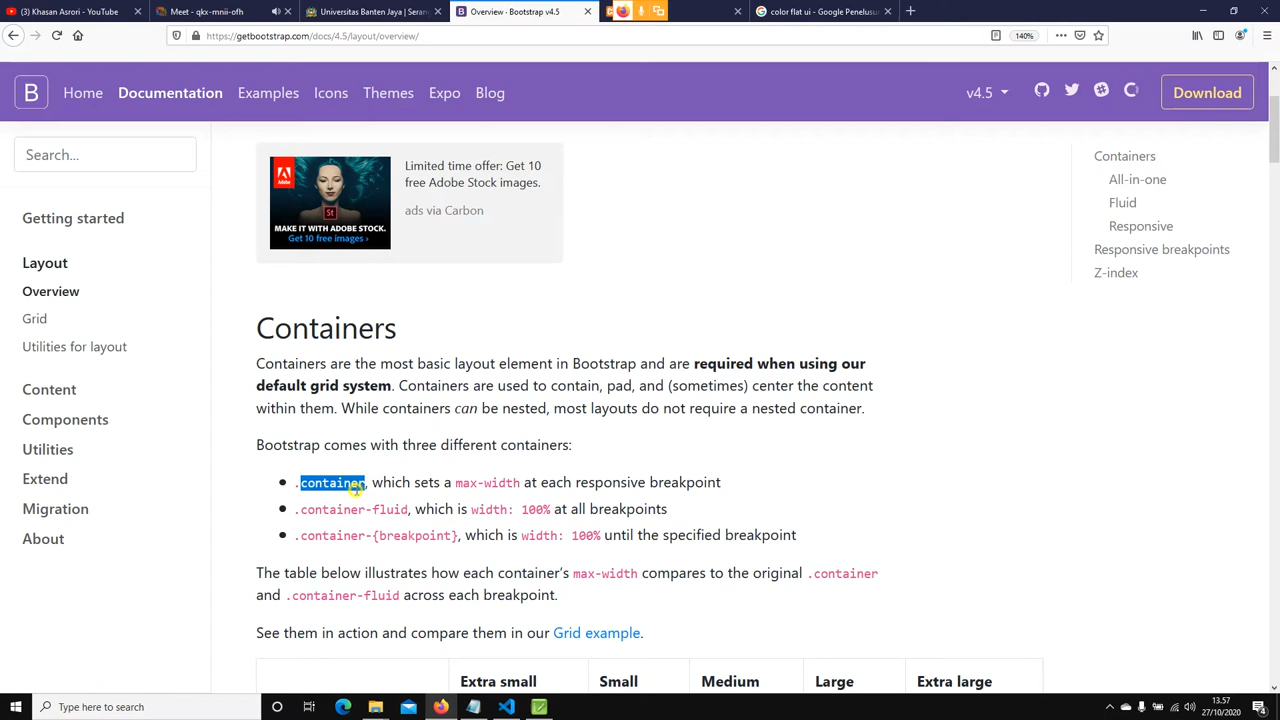 (3) Khasan Asrori - YouTube
Meet - qkx-mnii-ofh
Universitas Banten Jaya | Serang
Overview · Bootstrap v4.5
color flat ui - Google Penelusu
https://getbootstrap.com/docs/4.5/layout/overview/
140%
B
Home
Documentation
Examples
Icons
Themes
Expo
Blog
v4.5
Download
Search...
Getting started
Layout
Overview
Grid
Utilities for layout
Content
Components
Utilities
Extend
Migration
About
MAKE IT WITH ADOBE STOCK.
Get 10 free images ›
Adobe
St
Limited time offer: Get 10
free Adobe Stock images.
ads via Carbon
Containers
Containers are the most basic layout element in Bootstrap and are required when using our
default grid system. Containers are used to contain, pad, and (sometimes) center the content
within them. While containers can be nested, most layouts do not require a nested container.
Bootstrap comes with three different containers:
• .container, which sets a max-width at each responsive breakpoint
• .container-fluid, which is width: 100% at all breakpoints
• .container-{breakpoint}, which is width: 100% until the specified breakpoint
The table below illustrates how each container's max-width compares to the original .container
and .container-fluid across each breakpoint.
See them in action and compare them in our Grid example.
Extra small
Small
Medium
Large
Extra large
Containers
All-in-one
Fluid
Responsive
Responsive breakpoints
Z-index
Type here to search
13.57
27/10/2020
4